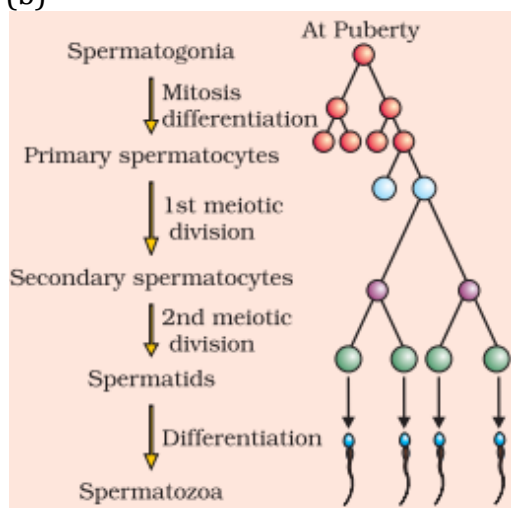 (b)
At Puberty
Spermatogonia
Mitosis
differentiation
Primary spermatocytes
1st meiotic
division
Secondary spermatocytes
2nd meiotic
division
Spermatids
Differentiation
Spermatozoa